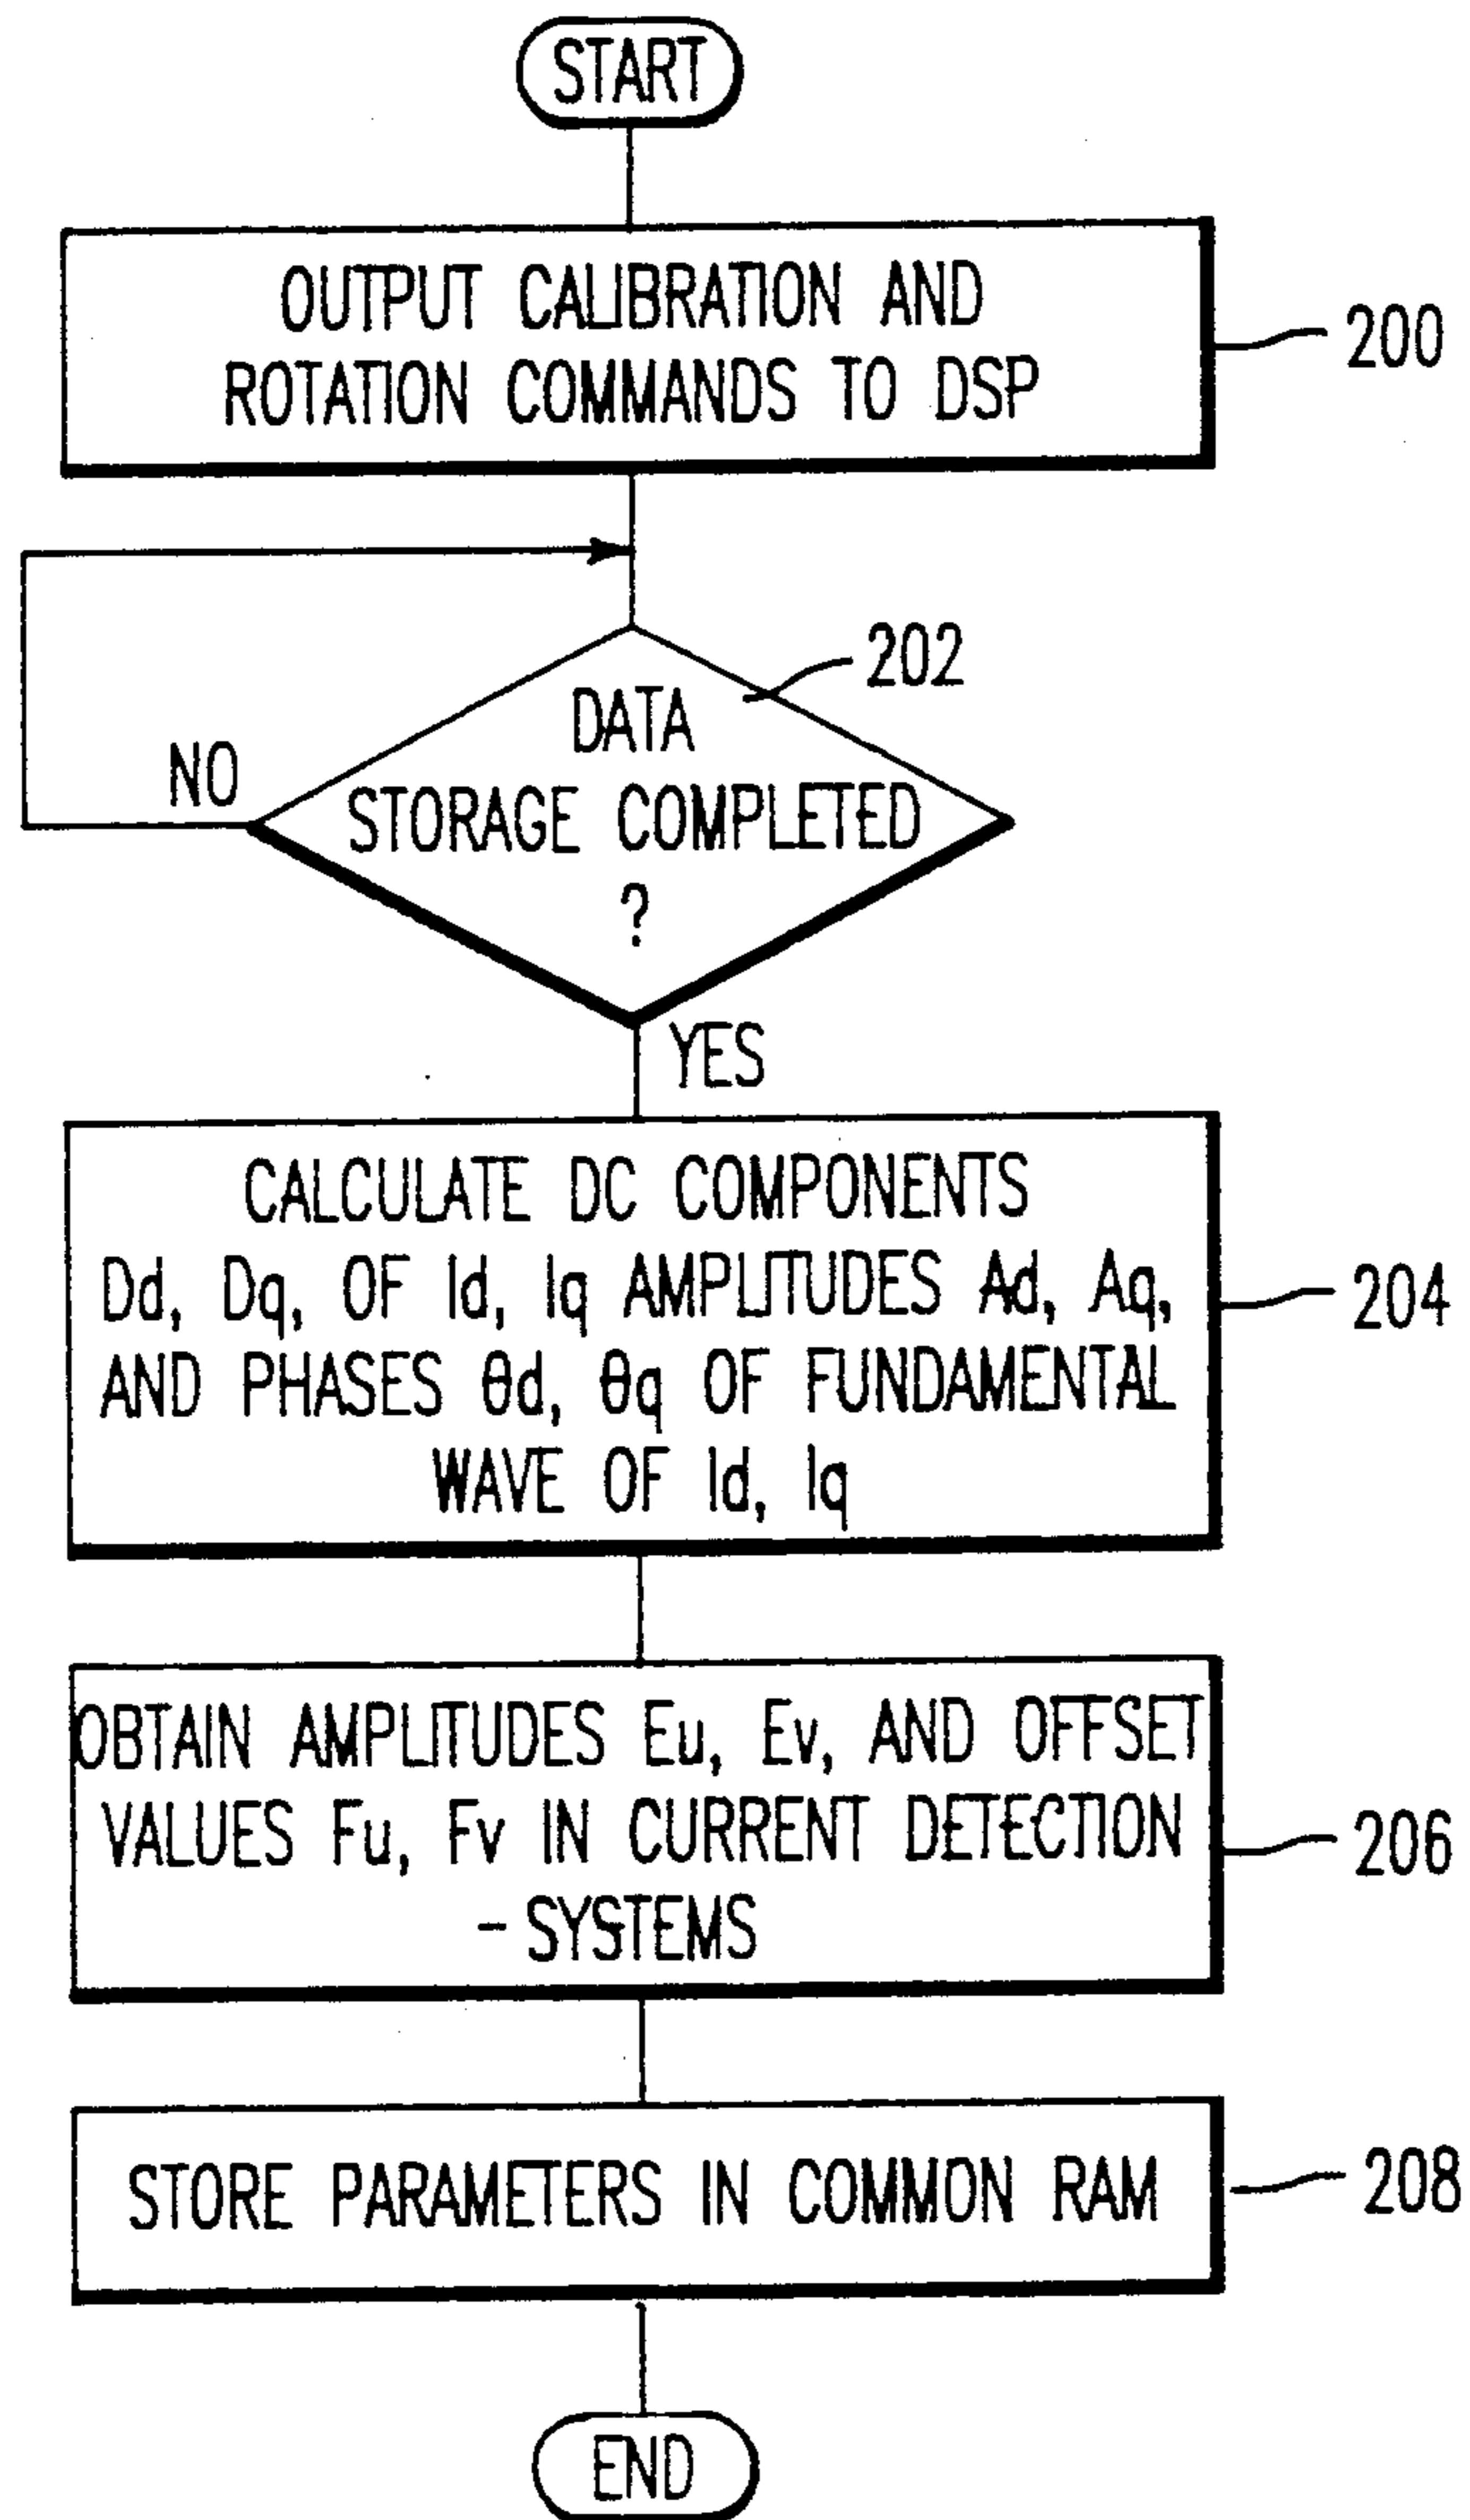 START
OUTPUT CALIBRATION AND
ROTATION COMMANDS TO DSP
200
202
DATA
STORAGE COMPLETED
?
NO
YES
CALCULATE DC COMPONENTS
Dd, Dq, OF Id, Iq AMPLITUDES Ad, Aq,
AND PHASES θd, θq OF FUNDAMENTAL
WAVE OF Id, Iq
204
OBTAIN AMPLITUDES Eu, Ev, AND OFFSET
VALUES Fu, Fv IN CURRENT DETECTION
- SYSTEMS
206
STORE PARAMETERS IN COMMON RAM
208
END